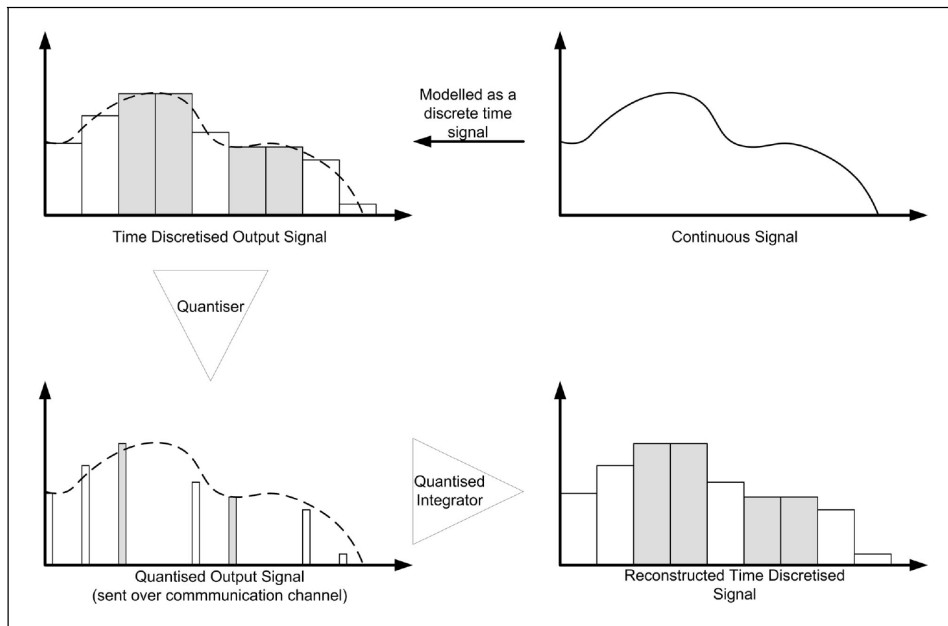 Modelled as a
discrete time
signal
Time Discretised Output Signal
Continuous Signal
Quantiser
Quantised
Integrator
Quantised Output Signal
(sent over commmunication channel)
Reconstructed Time Discretised
Signal